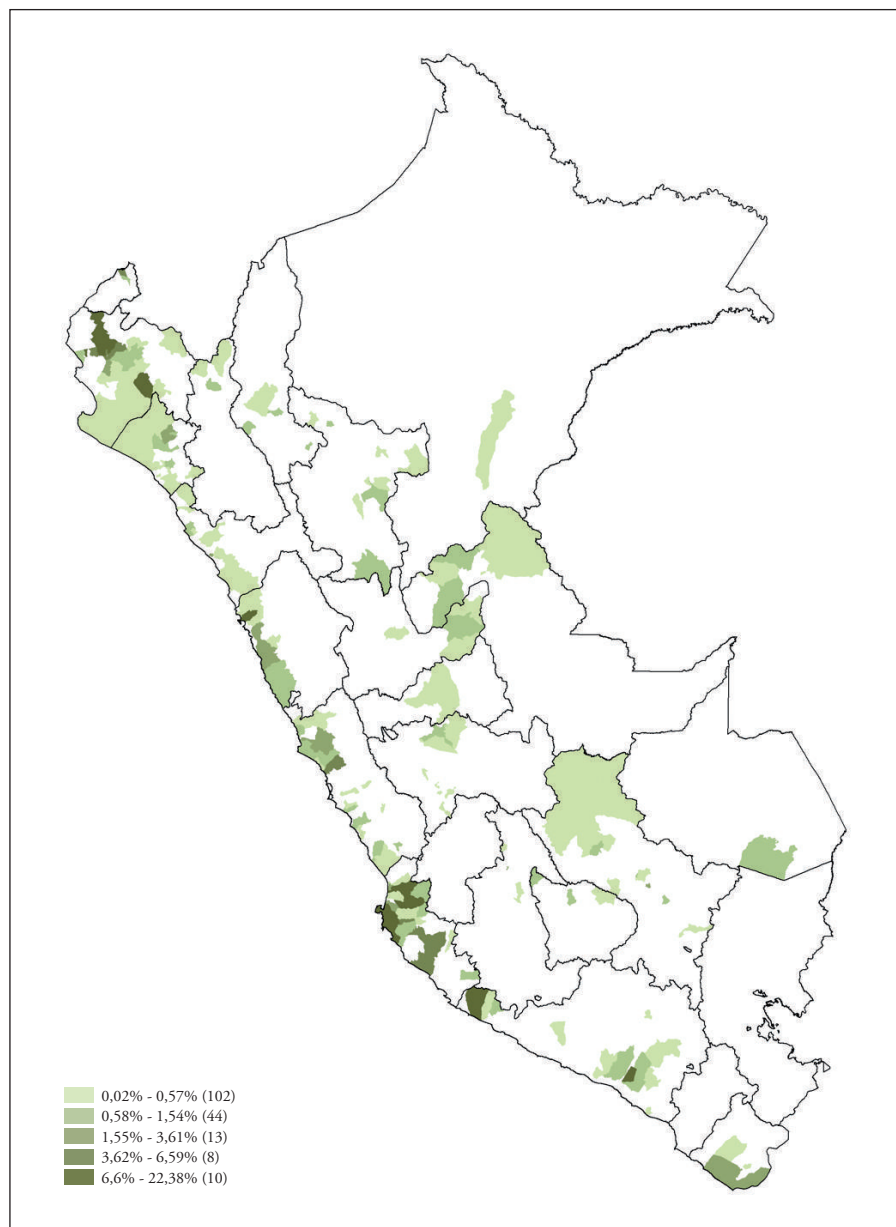 0,02% - 0,57% (102)
0,58% - 1,54% (44)
1,55% - 3,61% (13)
3,62% - 6,59% (8)
6,6% - 22,38% (10)